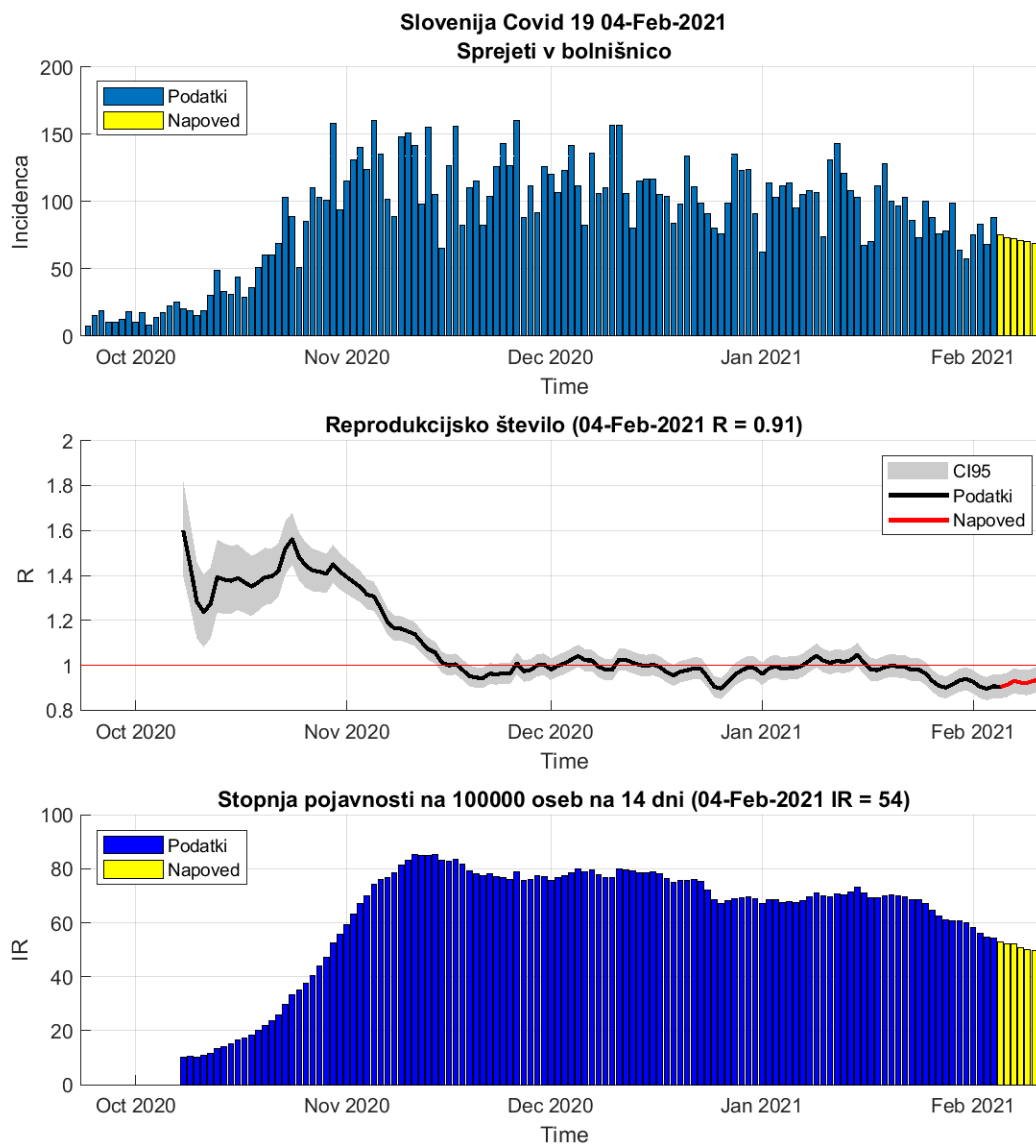 Slovenija Covid 19 04-Feb-2021
Sprejeti v bolnišnico
200
150
100
50
0
Incidenca
Podatki
Napoved
Oct 2020 Nov 2020 Dec 2020 Jan 2021 Feb 2021
Time
Reprodukcijsko število (04-Feb-2021 R = 0.91)
2
1.8
1.6
1.4
1.2
1
0.8
R
CI95
Podatki
Napoved
Oct 2020 Nov 2020 Dec 2020 Jan 2021 Feb 2021
Time
Stopnja pojavnosti na 100000 oseb na 14 dni (04-Feb-2021 IR = 54)
100
80
60
40
20
0
IR
Podatki
Napoved
Oct 2020 Nov 2020 Dec 2020 Jan 2021 Feb 2021
Time